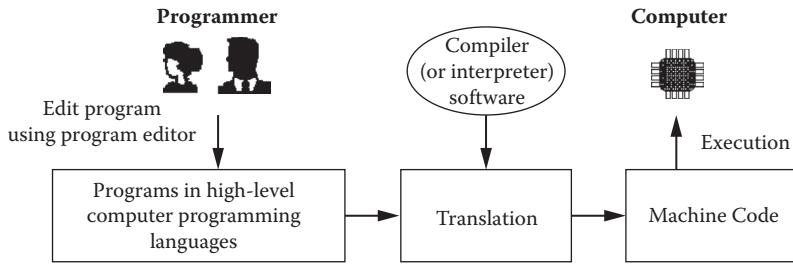 Programmer
Computer
Compiler
(or interpreter)
software
Edit program
using program editor
Execution
Programs in high-level
computer programming
languages
Translation
Machine Code